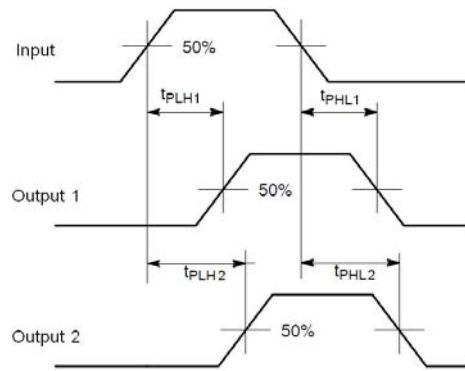 Input
50%
tPLH1
tPHL1
Output 1
50%
tPLH2
tPHL2
Output 2
50%